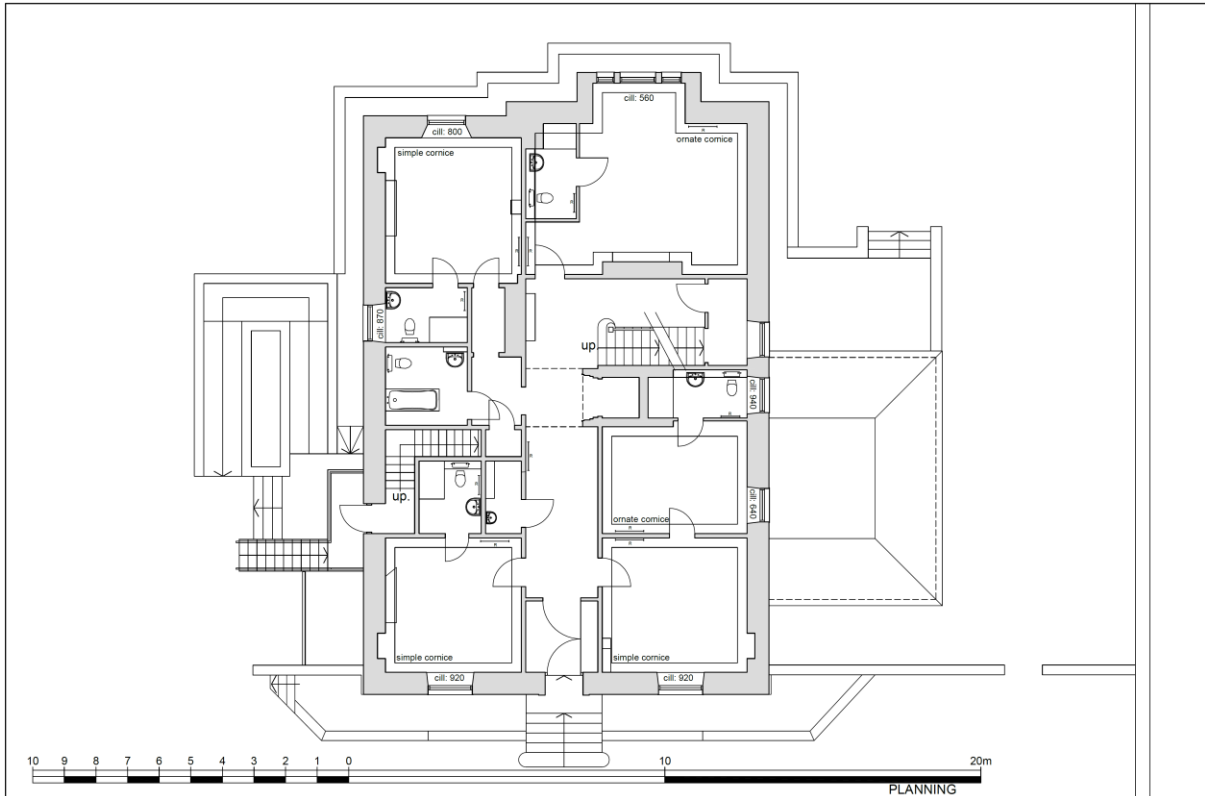 cill: 560
cill: 800
ornate cornice
simple cornice
R
R
R
R
R
cill: 870
up.
cill: 940
R
R
up.
R
R
cill: 640
ornate cornice
R
R
R
simple cornice
simple cornice
cill: 920
cill: 920
10 9 8 7 6 5 4 3 2 1 0 10 20m
PLANNING